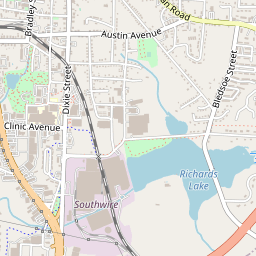 Bradley
an Road
Austin Avenue
Dixie Street
Bledsoe Street
Clinic Avenue
Richards
Lake
Southwire